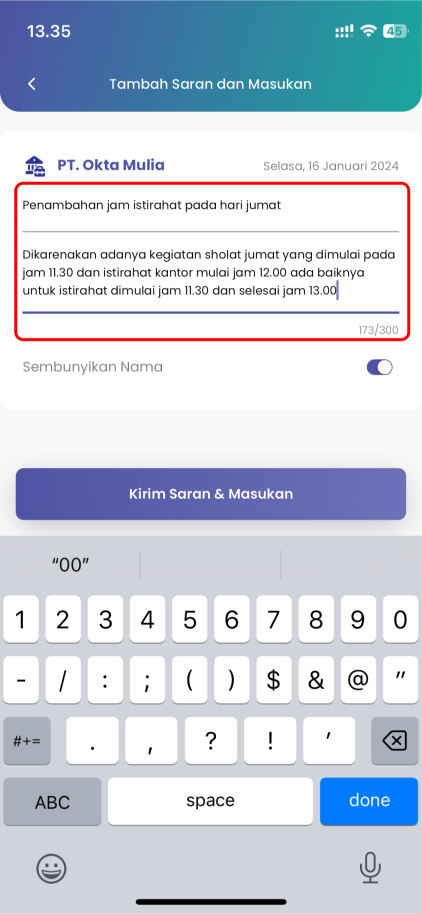 13.35
45
Tambah Saran dan Masukan
PT. Okta Mulia
Selasa, 16 Januari 2024
Penambahan jam istirahat pada hari jumat
Dikarenakan adanya kegiatan sholat jumat yang dimulai pada
jam 11.30 dan istirahat kantor mulai jam 12.00 ada baiknya
untuk istirahat dimulai jam 11.30 dan selesai jam 13.00
173/300
Sembunyikan Nama
Kirim Saran & Masukan
“00”
1 2 3 4 5 6 7 8 9 0
- / : ; ( ) $ & @ "
#+= . , ? ! '
ABC space done